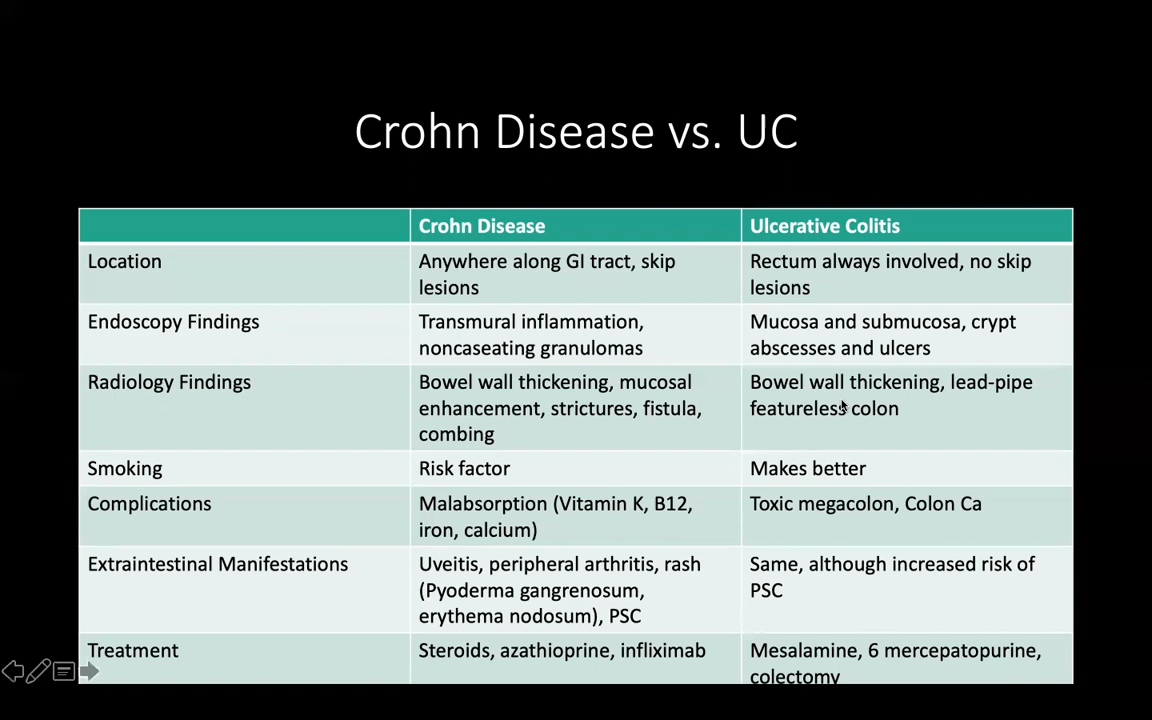 Crohn Disease vs. UC
Crohn Disease
Ulcerative Colitis
Location
Anywhere along GI tract, skip
lesions
Rectum always involved, no skip
lesions
Endoscopy Findings
Transmural inflammation,
noncaseating granulomas
Mucosa and submucosa, crypt
abscesses and ulcers
Radiology Findings
Bowel wall thickening, mucosal
enhancement, strictures, fistula,
combing
Bowel wall thickening, lead-pipe
featureless colon
Smoking
Risk factor
Makes better
Complications
Malabsorption (Vitamin K, B12,
iron, calcium)
Toxic megacolon, Colon Ca
Extraintestinal Manifestations
Uveitis, peripheral arthritis, rash
(Pyoderma gangrenosum,
erythema nodosum), PSC
Same, although increased risk of
PSC
Treatment
Steroids, azathioprine, infliximab
Mesalamine, 6 mercepatopurine,
colectomy